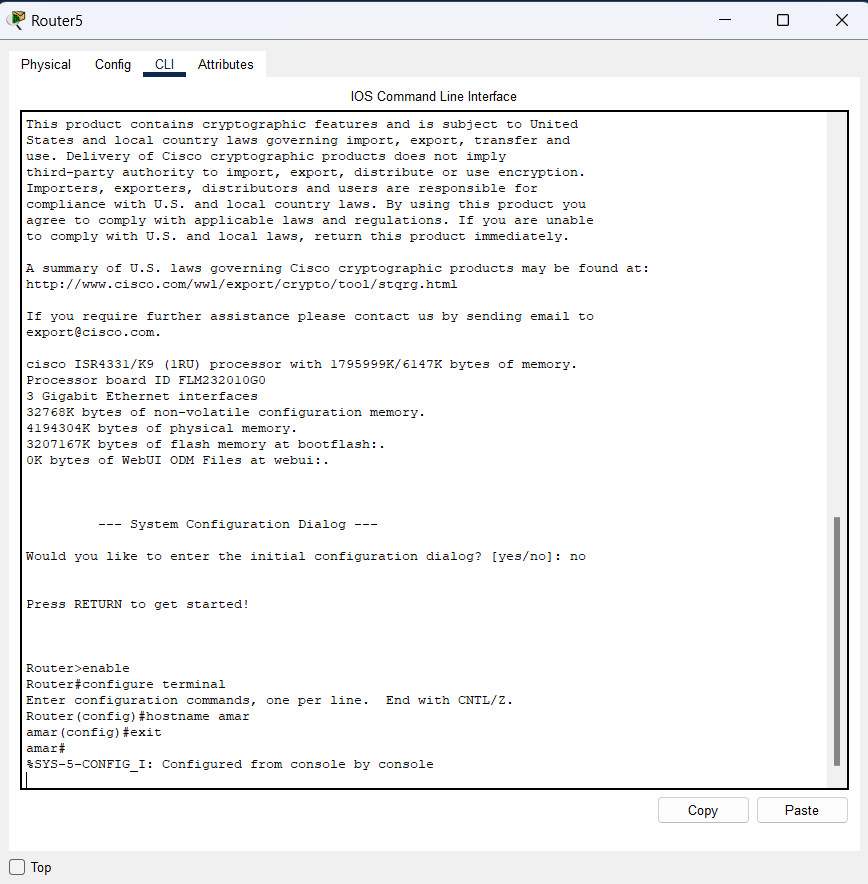 Router5
Physical Config CLI Attributes
IOS Command Line Interface
This product contains cryptographic features and is subject to United
States and local country laws governing import, export, transfer and
use. Delivery of Cisco cryptographic products does not imply
third-party authority to import, export, distribute or use encryption.
Importers, exporters, distributors and users are responsible for
compliance with U.S. and local country laws. By using this product you
agree to comply with applicable laws and regulations. If you are unable
to comply with U.S. and local laws, return this product immediately.
A summary of U.S. laws governing Cisco cryptographic products may be found at:
http://www.cisco.com/wwl/export/crypto/tool/stqrg.html
If you require further assistance please contact us by sending email to
export@cisco.com.
cisco ISR4331/K9 (1RU) processor with 1795999K/6147K bytes of memory.
Processor board ID FLM232010G0
3 Gigabit Ethernet interfaces
32768K bytes of non-volatile configuration memory.
4194304K bytes of physical memory.
3207167K bytes of flash memory at bootflash:.
0K bytes of WebUI ODM Files at webui:.
--- System Configuration Dialog ---
Would you like to enter the initial configuration dialog? [yes/no]: no
Press RETURN to get started!
Router>enable
Router#configure terminal
Enter configuration commands, one per line.  End with CNTL/Z.
Router(config)#hostname amar
amar(config)#exit
amar#
%SYS-5-CONFIG_I: Configured from console by console
Copy Paste
Top